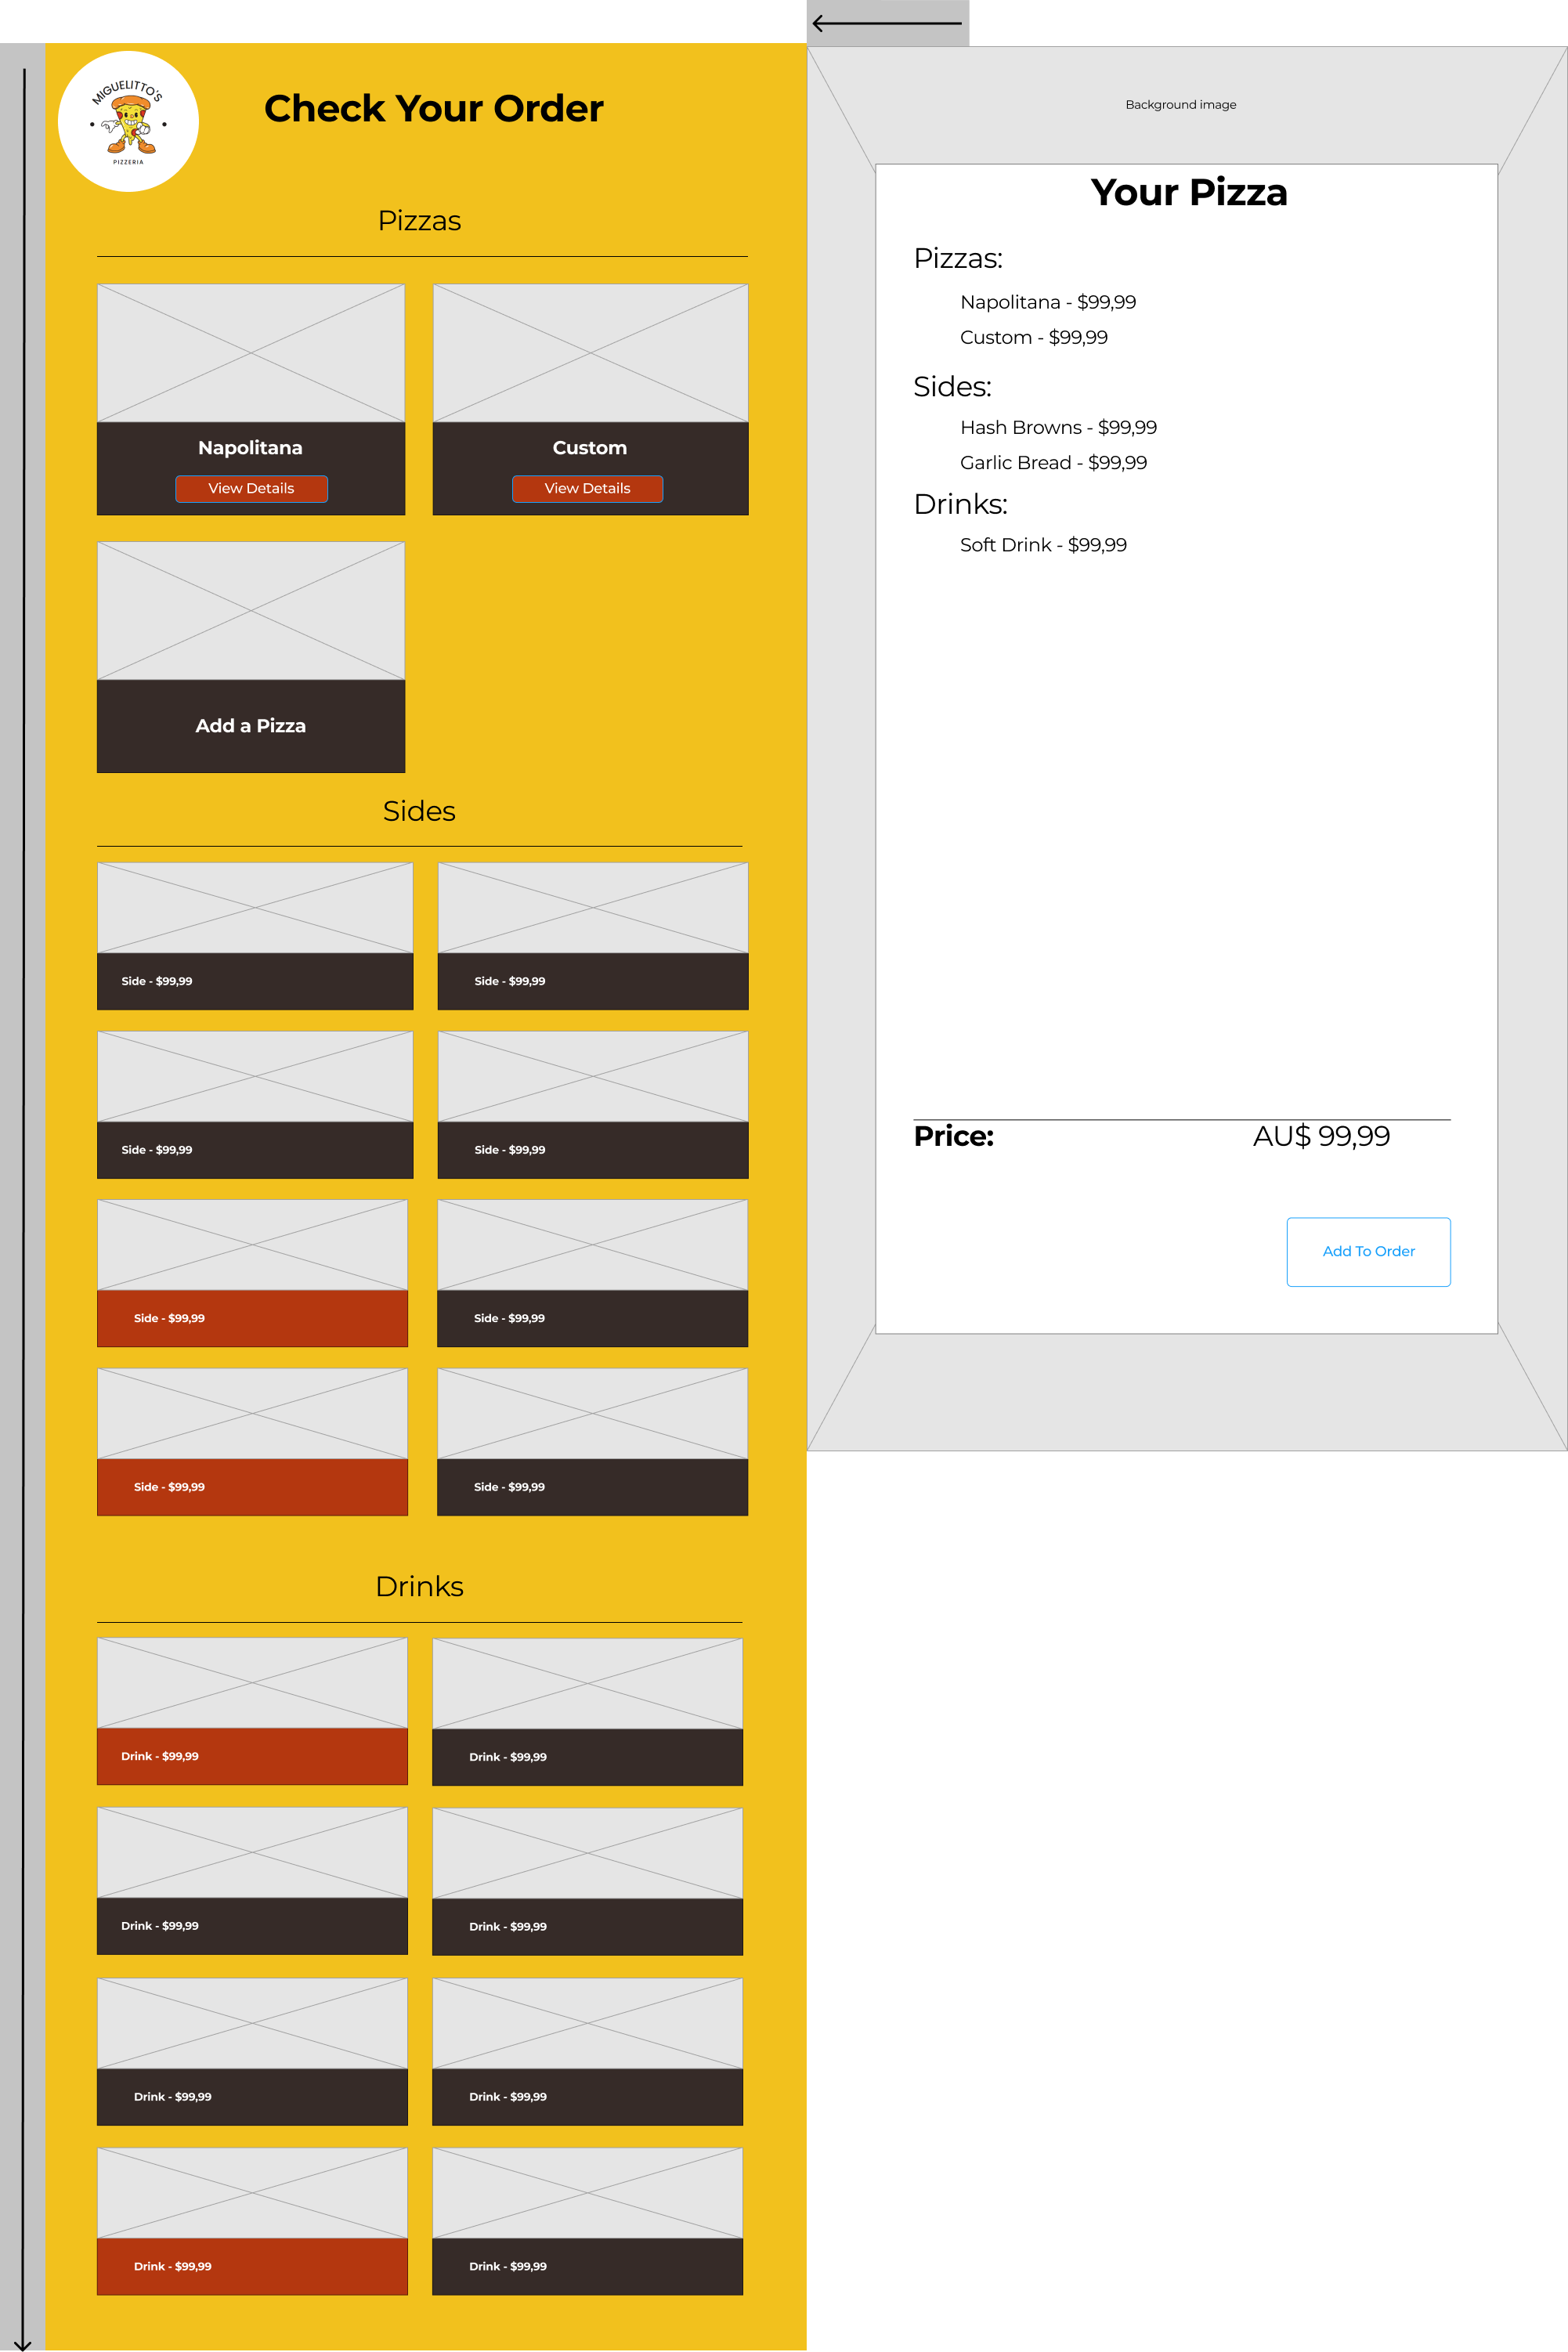 MIGUELITTO'S
PIZZERIA
Check Your Order
Pizzas
Napolitana
View Details
Custom
View Details
Add a Pizza
Sides
Side - $99,99
Side - $99,99
Side - $99,99
Side - $99,99
Side - $99,99
Side - $99,99
Side - $99,99
Side - $99,99
Drinks
Drink - $99,99
Drink - $99,99
Drink - $99,99
Drink - $99,99
Drink - $99,99
Drink - $99,99
Drink - $99,99
Drink - $99,99
Background image
Your Pizza
Pizzas:
Napolitana - $99,99
Custom - $99,99
Sides:
Hash Browns - $99,99
Garlic Bread - $99,99
Drinks:
Soft Drink - $99,99
Price: AU$ 99,99
Add To Order